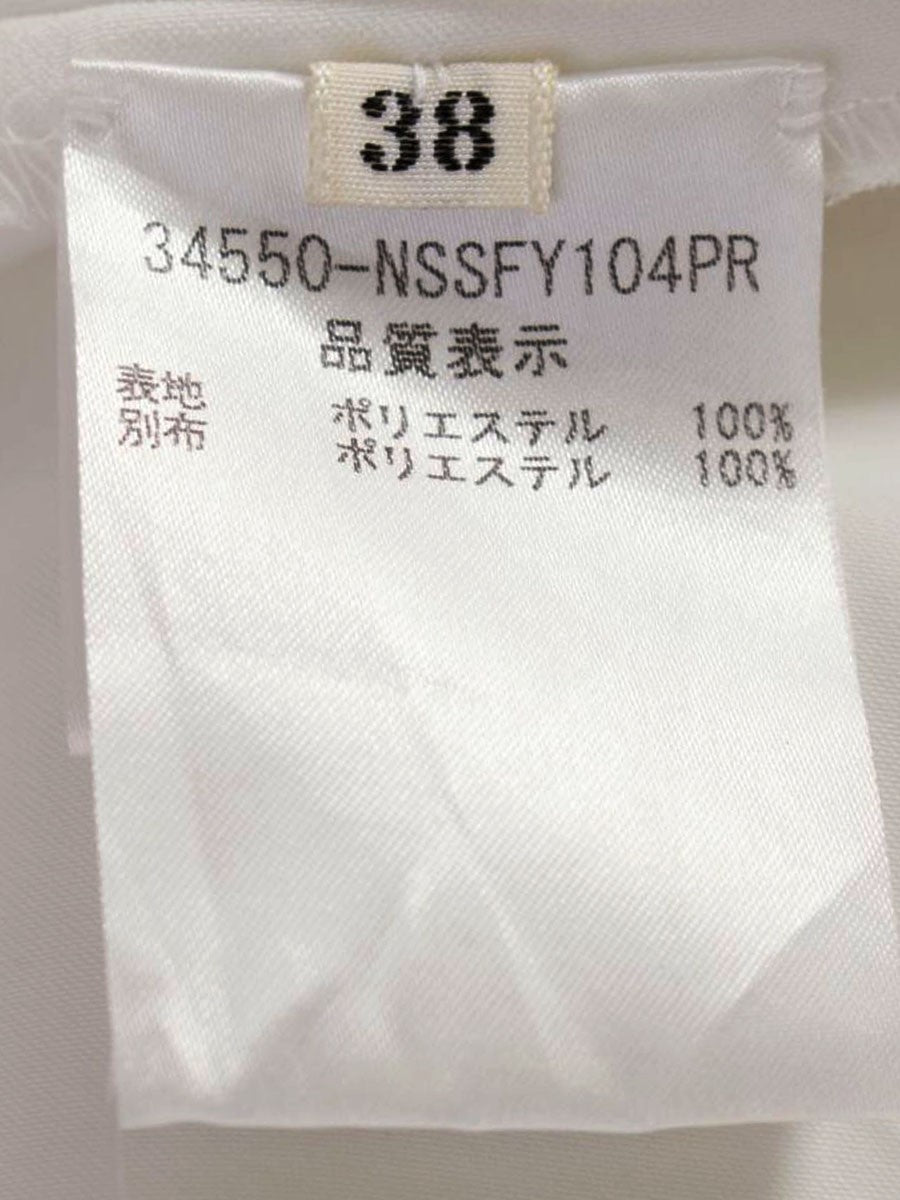 38
34550-NSSFY104PR
品質表示
表地 ポリエステル 100%
別布 ポリエステル 100%